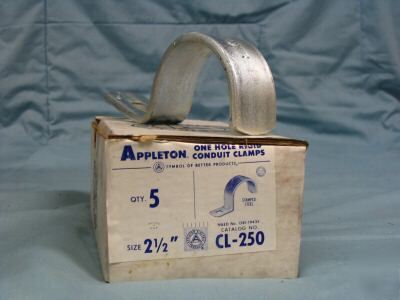 APPLETON
ONE HOLE RIGID
CONDUIT CLAMPS
SYMBOL OF BETTER PRODUCTS
QTY. 5
STAMPED
SIZE 2½"
CATALOG NO.
CL-250